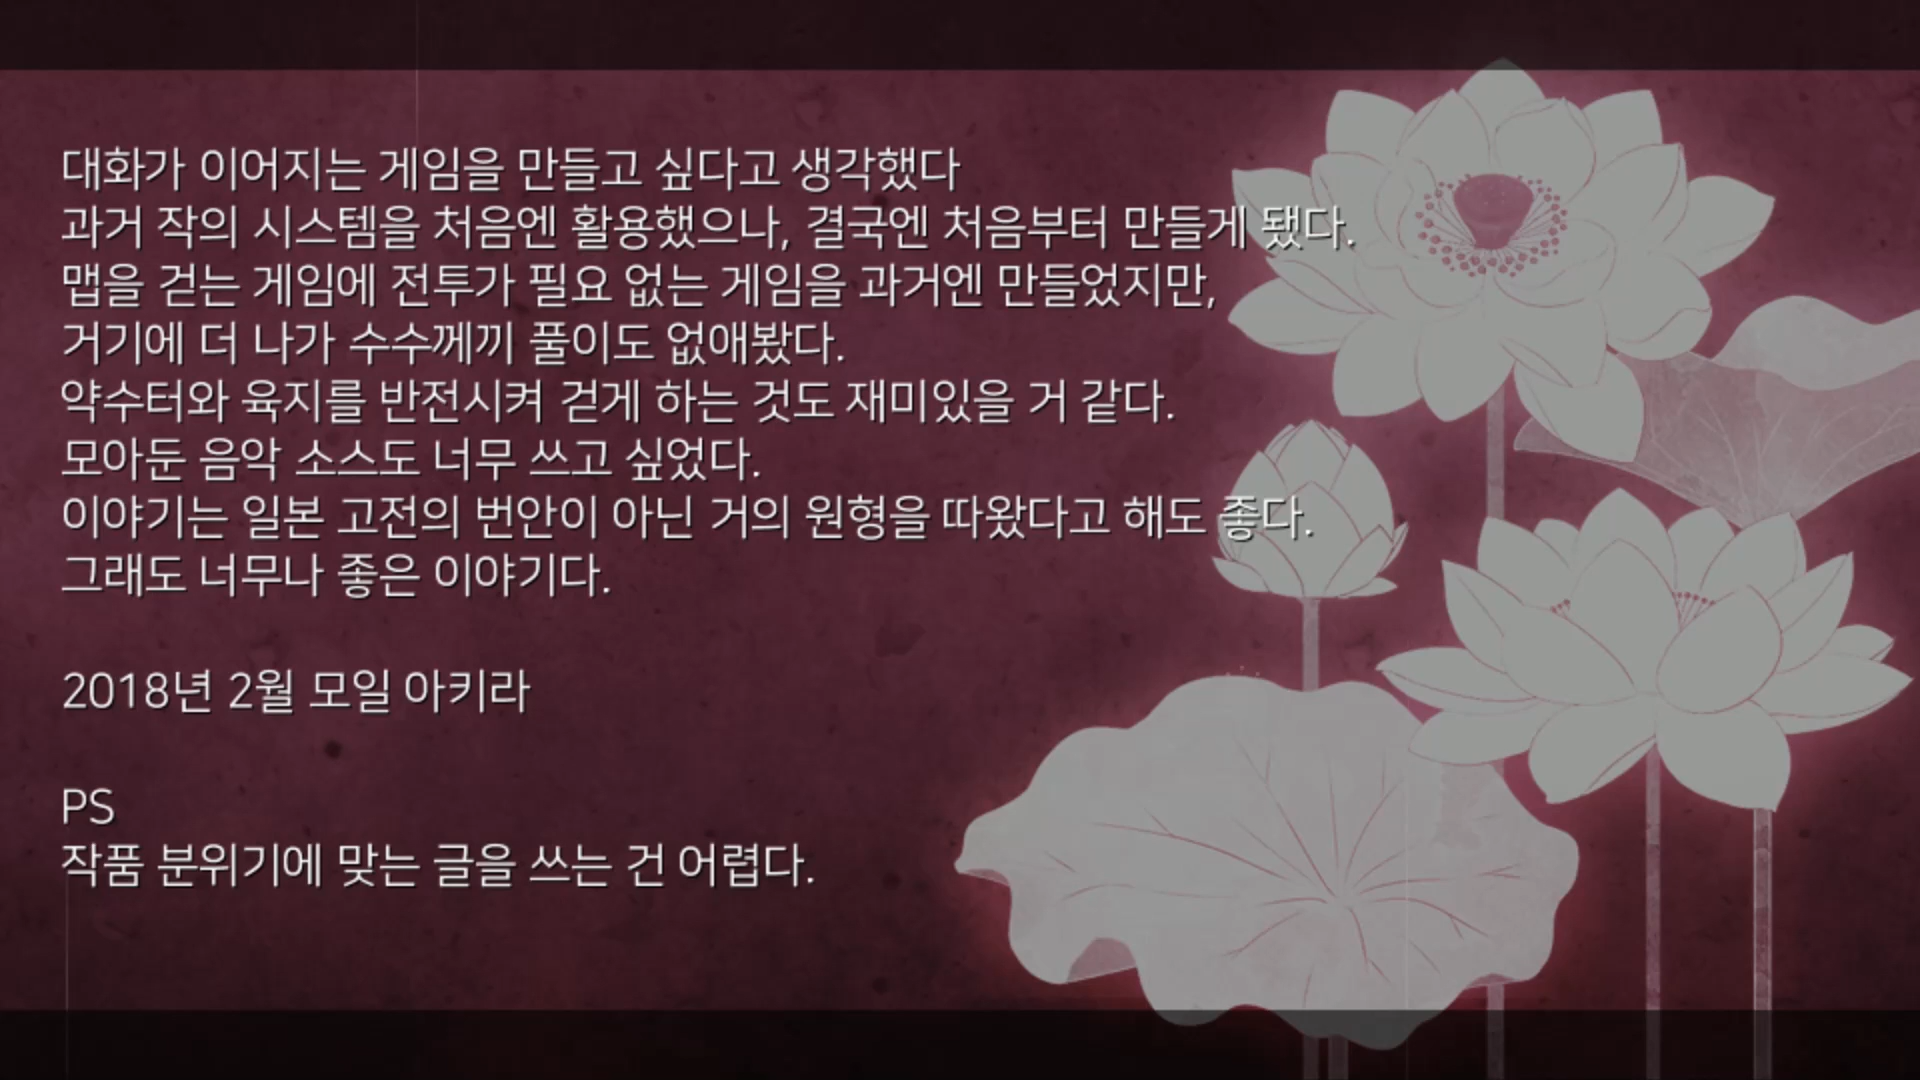 대화가 이어지는 게임을 만들고 싶다고 생각했다
과거 작의 시스템을 처음엔 활용했으나, 결국엔 처음부터 만들게 됐다.
맵을 걷는 게임에 전투가 필요 없는 게임을 과거엔 만들었지만,
거기에 더 나가 수수께끼 풀이도 없애봤다.
약수터와 육지를 반전시켜 걷게 하는 것도 재미있을 거 같다.
모아둔 음악 소스도 너무 쓰고 싶었다.
이야기는 일본 고전의 번안이 아닌 거의 원형을 따왔다고 해도 좋다.
그래도 너무나 좋은 이야기다.
2018년 2월 모일 아키라
PS
작품 분위기에 맞는 글을 쓰는 건 어렵다.